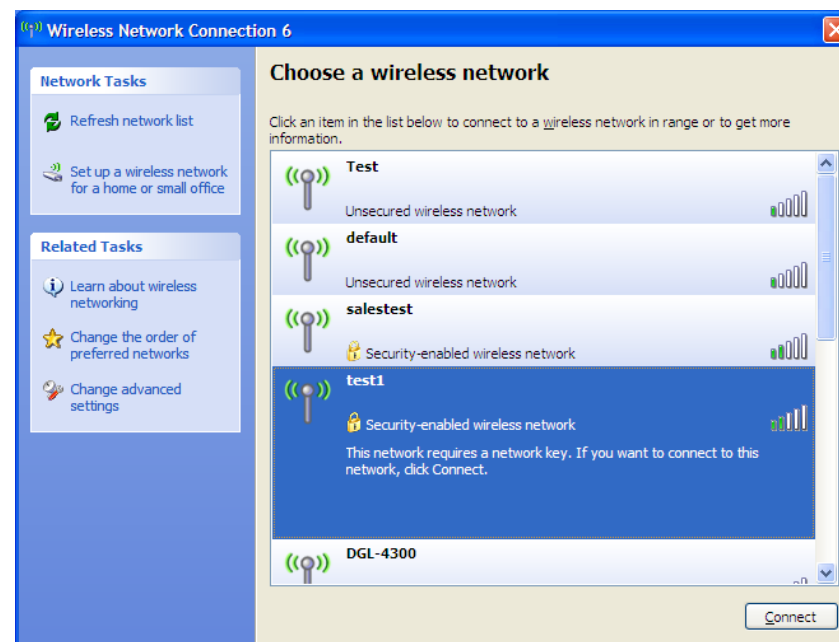 Wireless Network Connection 6
Network Tasks
Refresh network list
Set up a wireless network
for a home or small office
Related Tasks
Learn about wireless
networking
Change the order of
preferred networks
Change advanced
settings
Choose a wireless network
Click an item in the list below to connect to a wireless network in range or to get more
information.
Test
Unsecured wireless network
default
Unsecured wireless network
salestest
Security-enabled wireless network
test1
Security-enabled wireless network
This network requires a network key. If you want to connect to this
network, click Connect.
DGL-4300
Connect